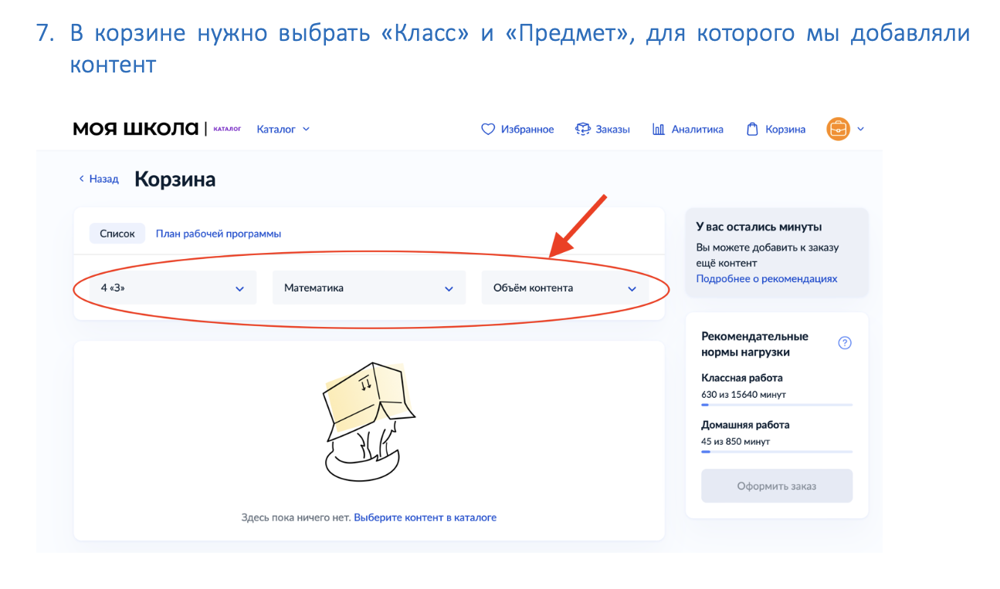 7. В корзине нужно выбрать «Класс» и «Предмет», для которого мы добавляли
контент
МОЯ ШКОЛА | КАТАЛОГ Каталог Избранное Заказы Аналитика Корзина
Назад Корзина
Список План рабочей программы
4 «З» Математика Объём контента
Здесь пока ничего нет. Выберите контент в каталоге
У вас остались минуты
Вы можете добавить к заказу
ещё контент
Подробнее о рекомендациях
Рекомендательные
нормы нагрузки ?
Классная работа
630 из 15640 минут
Домашняя работа
45 из 850 минут
Оформить заказ